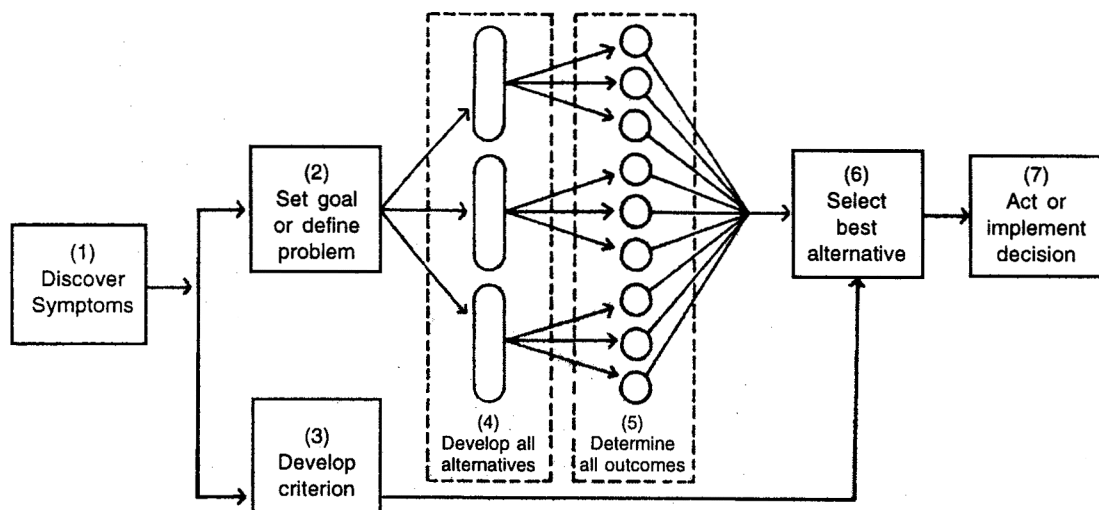 (1)
Discover
Symptoms
(2)
Set goal
or define
problem
(3)
Develop
criterion
(4)
Develop all
alternatives
(5)
Determine
all outcomes
(6)
Select
best
alternative
(7)
Act or
implement
decision